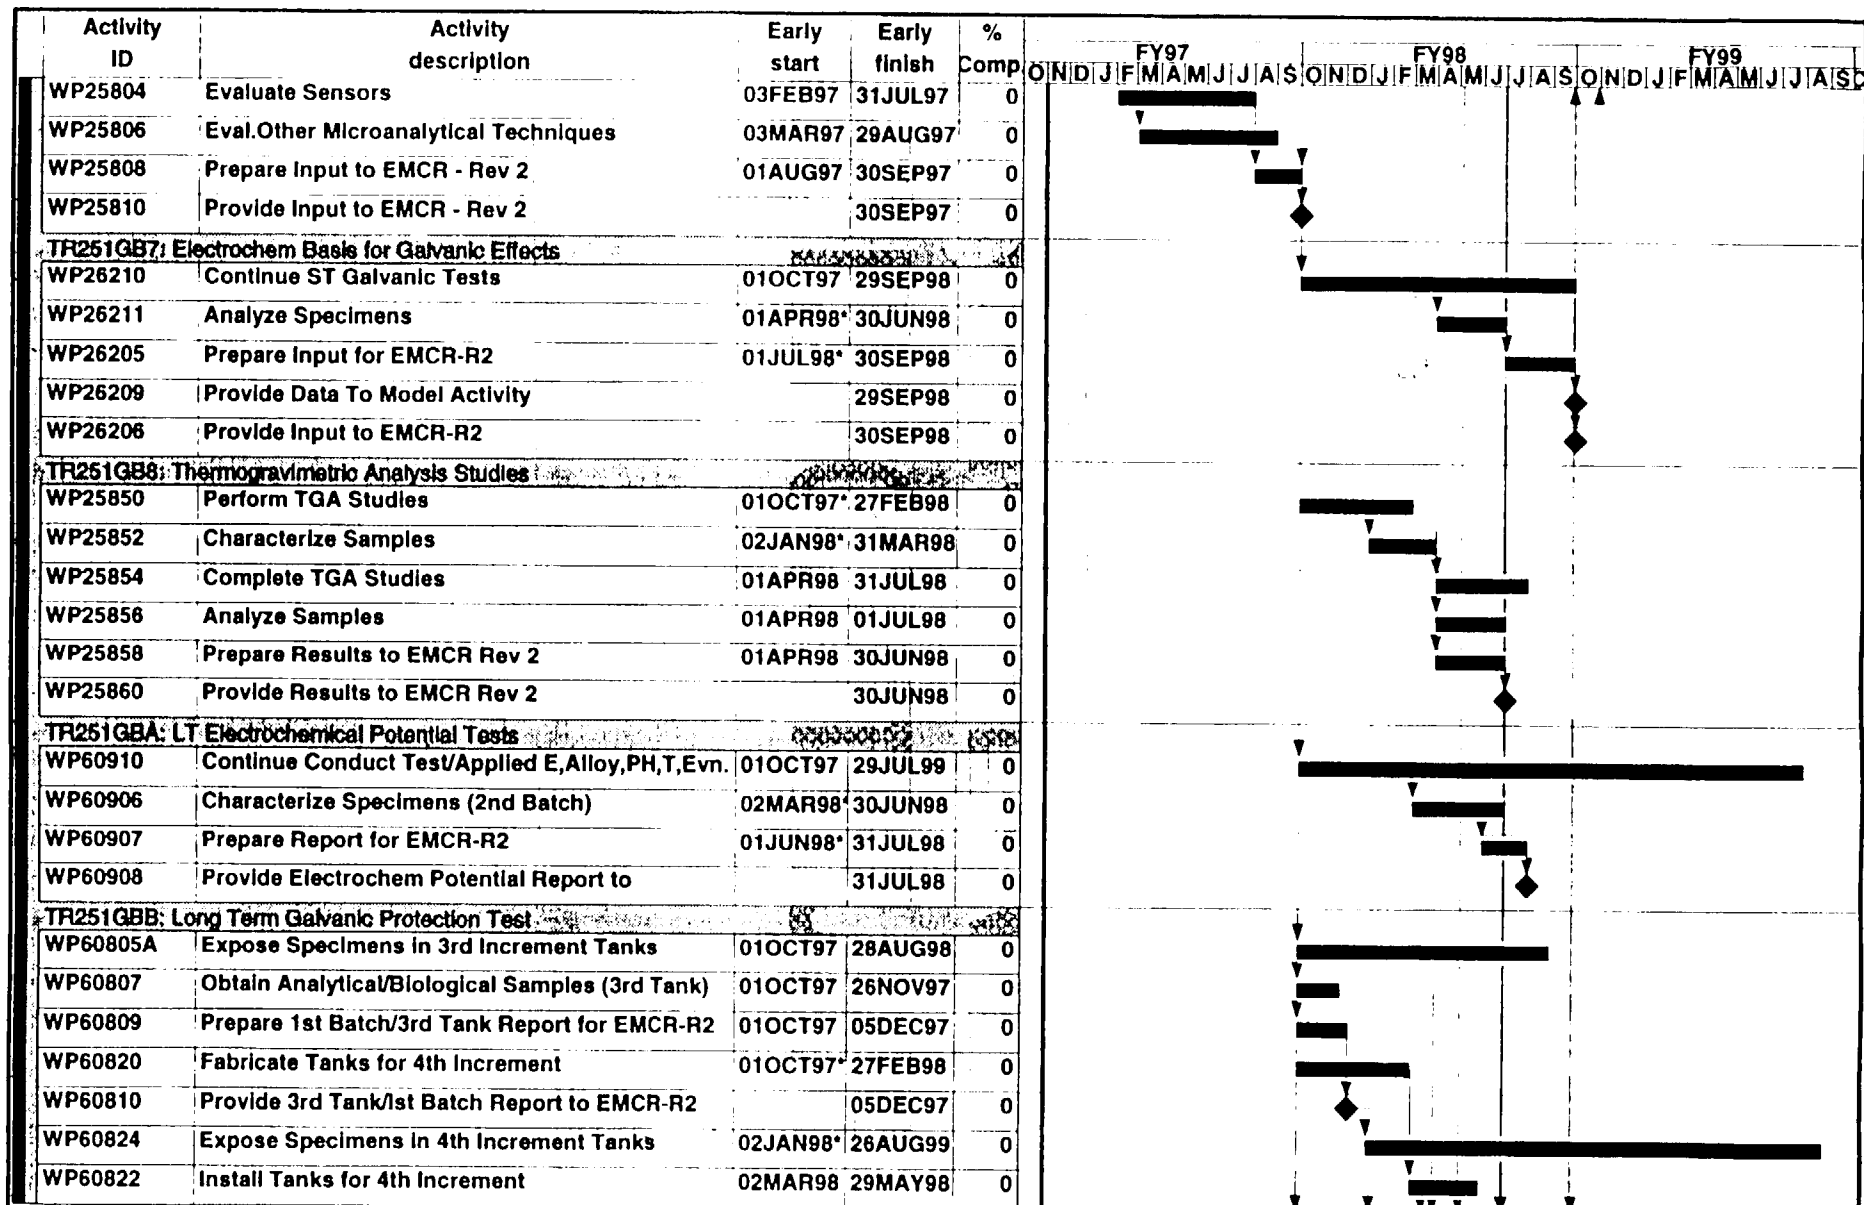 Activity ID Activity description Early start Early finish % Comp FY97 FY98 FY99
O N D J F M A M J J A S O N D J F M A M J J A S O N D J F M A M J J A S O
WP25804 Evaluate Sensors 03FEB97 31JUL97 0
WP25806 Eval.Other Microanalytical Techniques 03MAR97 29AUG97 0
WP25808 Prepare Input to EMCR - Rev 2 01AUG97 30SEP97 0
WP25810 Provide Input to EMCR - Rev 2 30SEP97 0
TR251GB7: Electrochem Basis for Galvanic Effects
WP26210 Continue ST Galvanic Tests 01OCT97 29SEP98 0
WP26211 Analyze Specimens 01APR98* 30JUN98 0
WP26205 Prepare Input for EMCR-R2 01JUL98* 30SEP98 0
WP26209 Provide Data To Model Activity 29SEP98 0
WP26206 Provide Input to EMCR-R2 30SEP98 0
TR251GB8: Thermogravimetric Analysis Studies
WP25850 Perform TGA Studies 01OCT97* 27FEB98 0
WP25852 Characterize Samples 02JAN98* 31MAR98 0
WP25854 Complete TGA Studies 01APR98 31JUL98 0
WP25856 Analyze Samples 01APR98 01JUL98 0
WP25858 Prepare Results to EMCR Rev 2 01APR98 30JUN98 0
WP25860 Provide Results to EMCR Rev 2 30JUN98 0
TR251GBA: LT Electrochemical Potential Tests
WP60910 Continue Conduct Test/Applied E,Alloy,PH,T,Evn. 01OCT97 29JUL99 0
WP60906 Characterize Specimens (2nd Batch) 02MAR98* 30JUN98 0
WP60907 Prepare Report for EMCR-R2 01JUN98* 31JUL98 0
WP60908 Provide Electrochem Potential Report to 31JUL98 0
TR251GBB: Long Term Galvanic Protection Test
WP60805A Expose Specimens in 3rd Increment Tanks 01OCT97 28AUG98 0
WP60807 Obtain Analytical/Biological Samples (3rd Tank) 01OCT97 26NOV97 0
WP60809 Prepare 1st Batch/3rd Tank Report for EMCR-R2 01OCT97 05DEC97 0
WP60820 Fabricate Tanks for 4th Increment 01OCT97* 27FEB98 0
WP60810 Provide 3rd Tank/Ist Batch Report to EMCR-R2 05DEC97 0
WP60824 Expose Specimens in 4th Increment Tanks 02JAN98* 26AUG99 0
WP60822 Install Tanks for 4th Increment 02MAR98 29MAY98 0